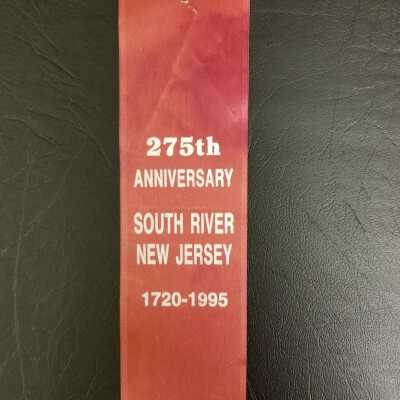 275th
ANNIVERSARY
SOUTH RIVER
NEW JERSEY
1720-1995